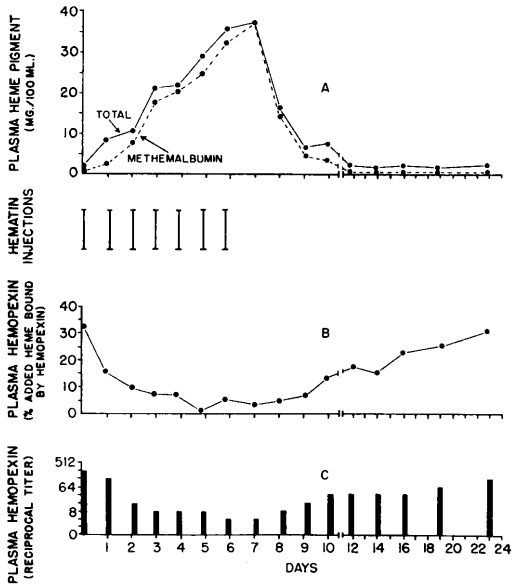 PLASMA HEME PIGMENT
(MG./100 ML.)
40
30
20
10
0
A
TOTAL
METHEMALBUMIN
HEMATIN
INJECTIONS
PLASMA HEMOPEXIN
(% ADDED HEME BOUND
BY HEMOPEXIN)
40
30
20
10
0
B
PLASMA HEMOPEXIN
(RECIPROCAL TITER)
512
64
8
0
C
1 2 3 4 5 6 7 8 9 10 12 14 16 18 20 22 24
DAYS